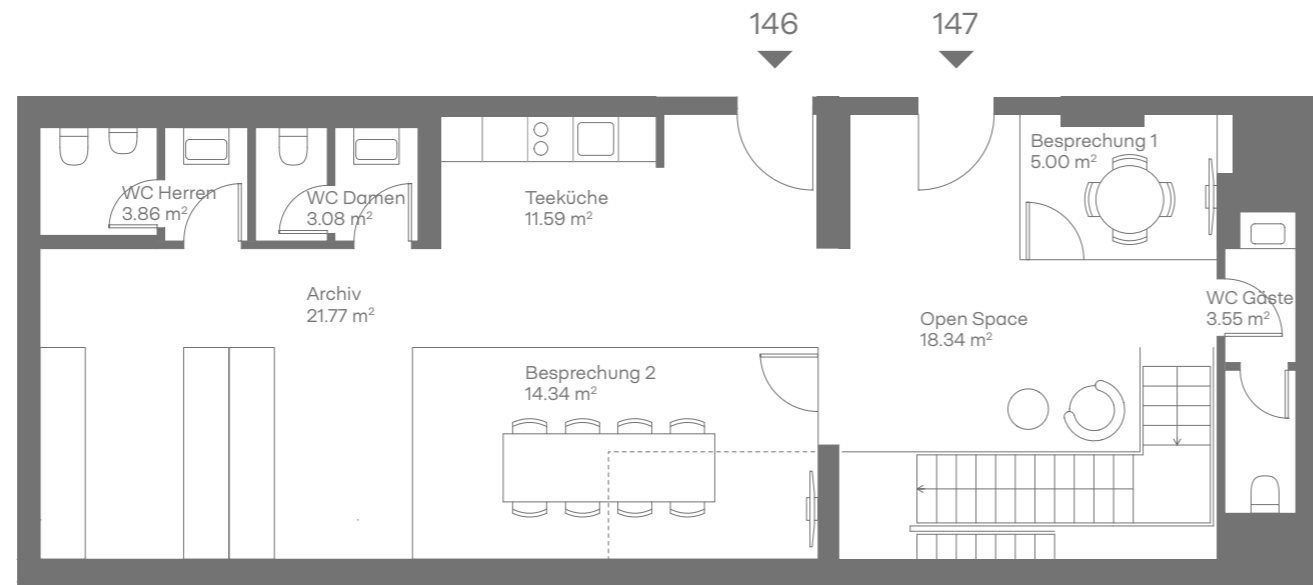 146
147
Besprechung 1
5.00 m²
WC Herren
3.86 m²
WC Damen
3.08 m²
Teeküche
11.59 m²
Archiv
21.77 m²
Open Space
18.34 m²
WC Gäste
3.55 m²
Besprechung 2
14.34 m²